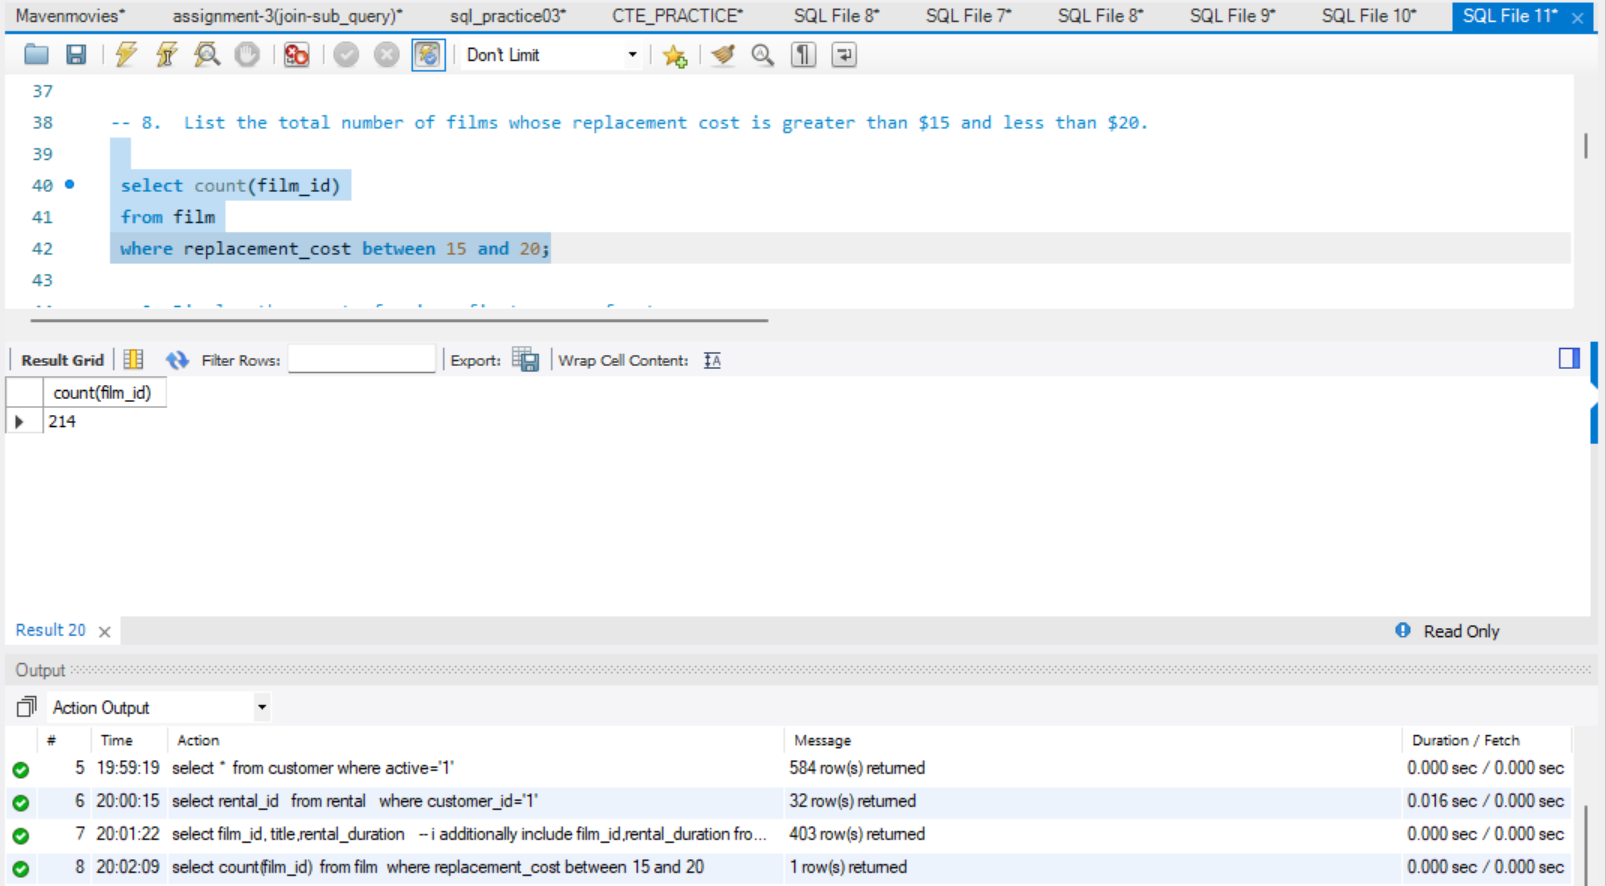 Mavenmovies* assignment-3(join-sub_query)* sql_practice03* CTE_PRACTICE* SQL File 8* SQL File 7* SQL File 8* SQL File 9* SQL File 10* SQL File 11*
Don't Limit
37
38 -- 8. List the total number of films whose replacement cost is greater than $15 and less than $20.
39
40 select count(film_id)
41 from film
42 where replacement_cost between 15 and 20;
43
Result Grid Filter Rows: Export: Wrap Cell Content:
count(film_id)
214
Result 20 Read Only
Output
Action Output
# Time Action Message Duration / Fetch
5 19:59:19 select * from customer where active='1' 584 row(s) returned 0.000 sec / 0.000 sec
6 20:00:15 select rental_id from rental where customer_id='1' 32 row(s) returned 0.016 sec / 0.000 sec
7 20:01:22 select film_id, title,rental_duration -- i additionally include film_id,rental_duration fro... 403 row(s) returned 0.000 sec / 0.000 sec
8 20:02:09 select count(film_id) from film where replacement_cost between 15 and 20 1 row(s) returned 0.000 sec / 0.000 sec